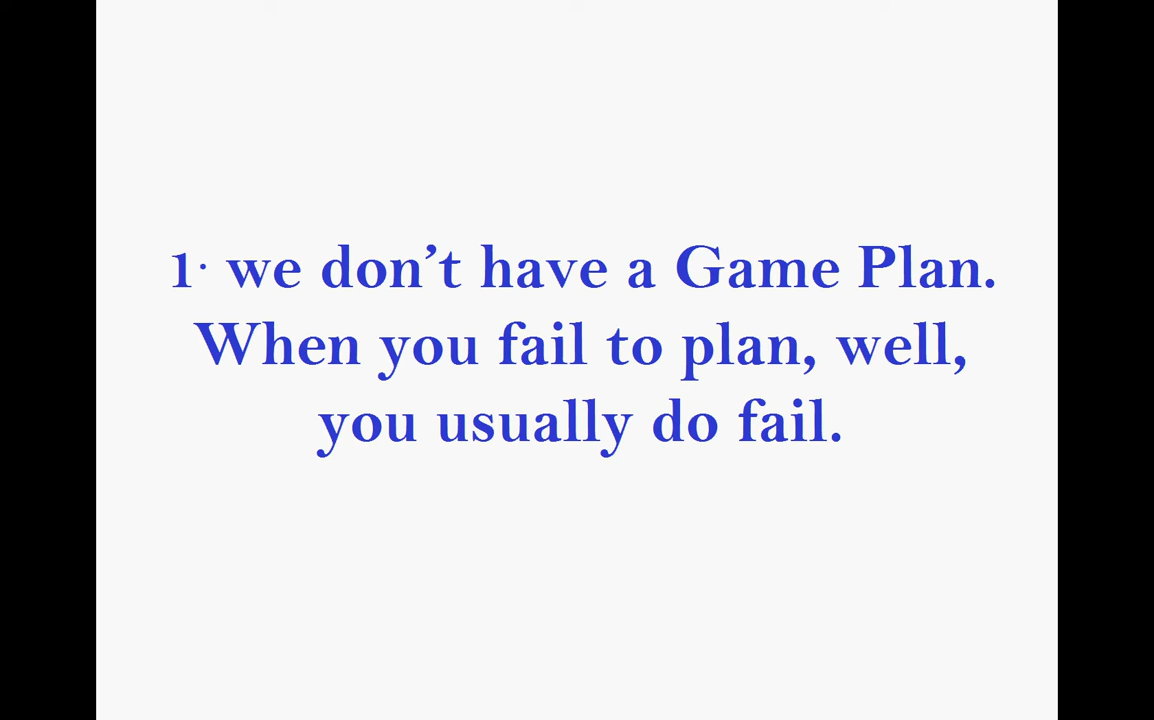 1. we don’t have a Game Plan.
When you fail to plan, well,
you usually do fail.